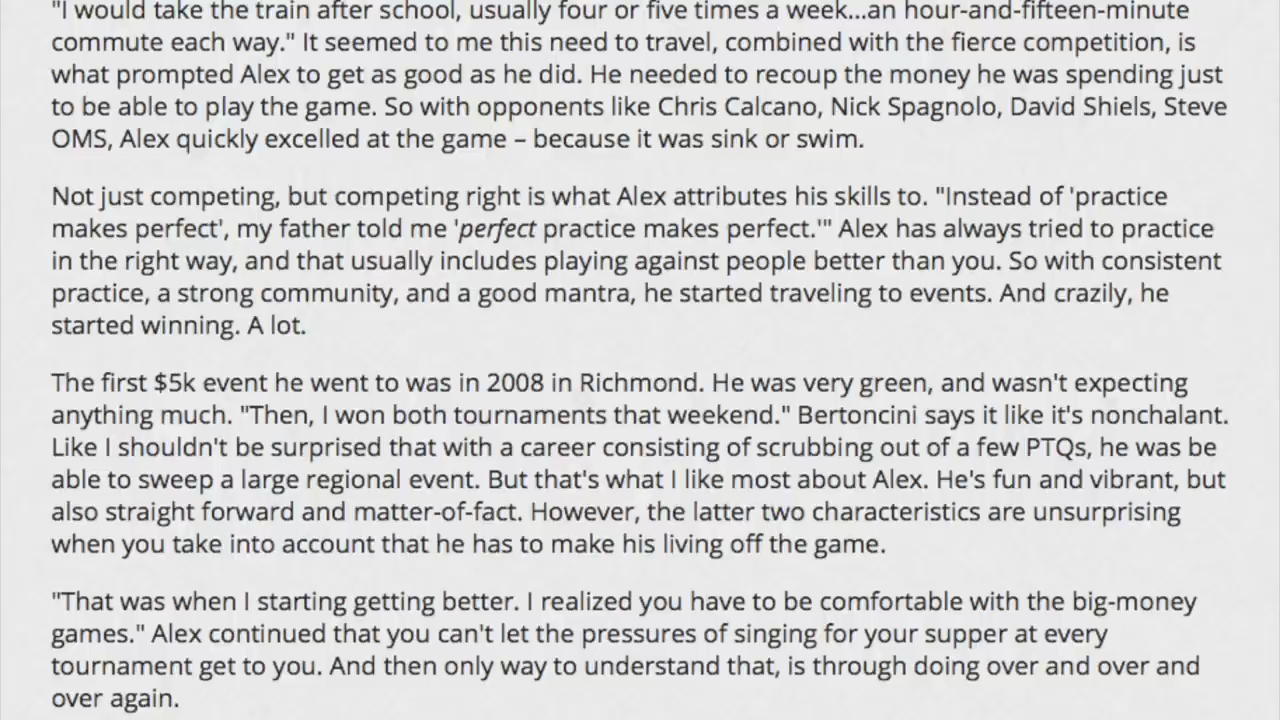 "I would take the train after school, usually four or five times a week...an hour-and-fifteen-minute
commute each way." It seemed to me this need to travel, combined with the fierce competition, is
what prompted Alex to get as good as he did. He needed to recoup the money he was spending just
to be able to play the game. So with opponents like Chris Calcano, Nick Spagnolo, David Shiels, Steve
OMS, Alex quickly excelled at the game – because it was sink or swim.
Not just competing, but competing right is what Alex attributes his skills to. "Instead of 'practice
makes perfect', my father told me 'perfect practice makes perfect.'" Alex has always tried to practice
in the right way, and that usually includes playing against people better than you. So with consistent
practice, a strong community, and a good mantra, he started traveling to events. And crazily, he
started winning. A lot.
The first $5k event he went to was in 2008 in Richmond. He was very green, and wasn't expecting
anything much. "Then, I won both tournaments that weekend." Bertoncini says it like it's nonchalant.
Like I shouldn't be surprised that with a career consisting of scrubbing out of a few PTQs, he was be
able to sweep a large regional event. But that's what I like most about Alex. He's fun and vibrant, but
also straight forward and matter-of-fact. However, the latter two characteristics are unsurprising
when you take into account that he has to make his living off the game.
"That was when I starting getting better. I realized you have to be comfortable with the big-money
games." Alex continued that you can't let the pressures of singing for your supper at every
tournament get to you. And then only way to understand that, is through doing over and over and
over again.